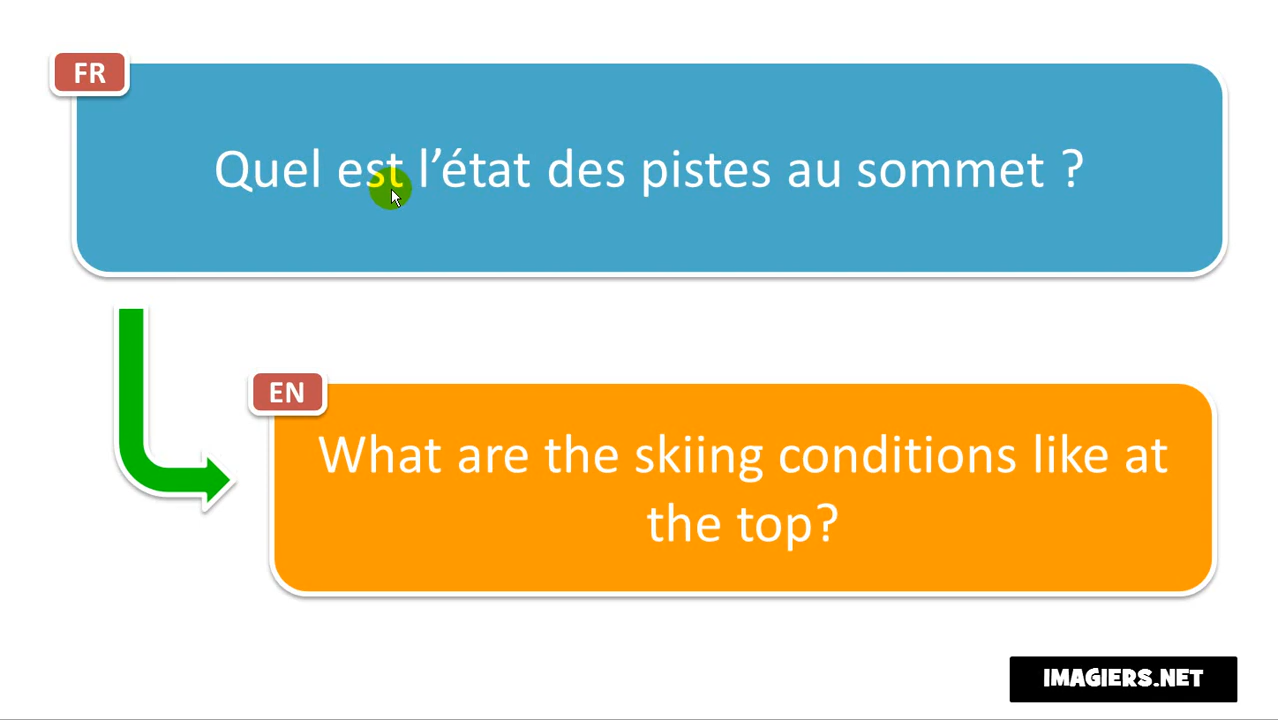 FR
Quel est l’état des pistes au sommet ?
EN
What are the skiing conditions like at
the top?
IMAGIERS.NET